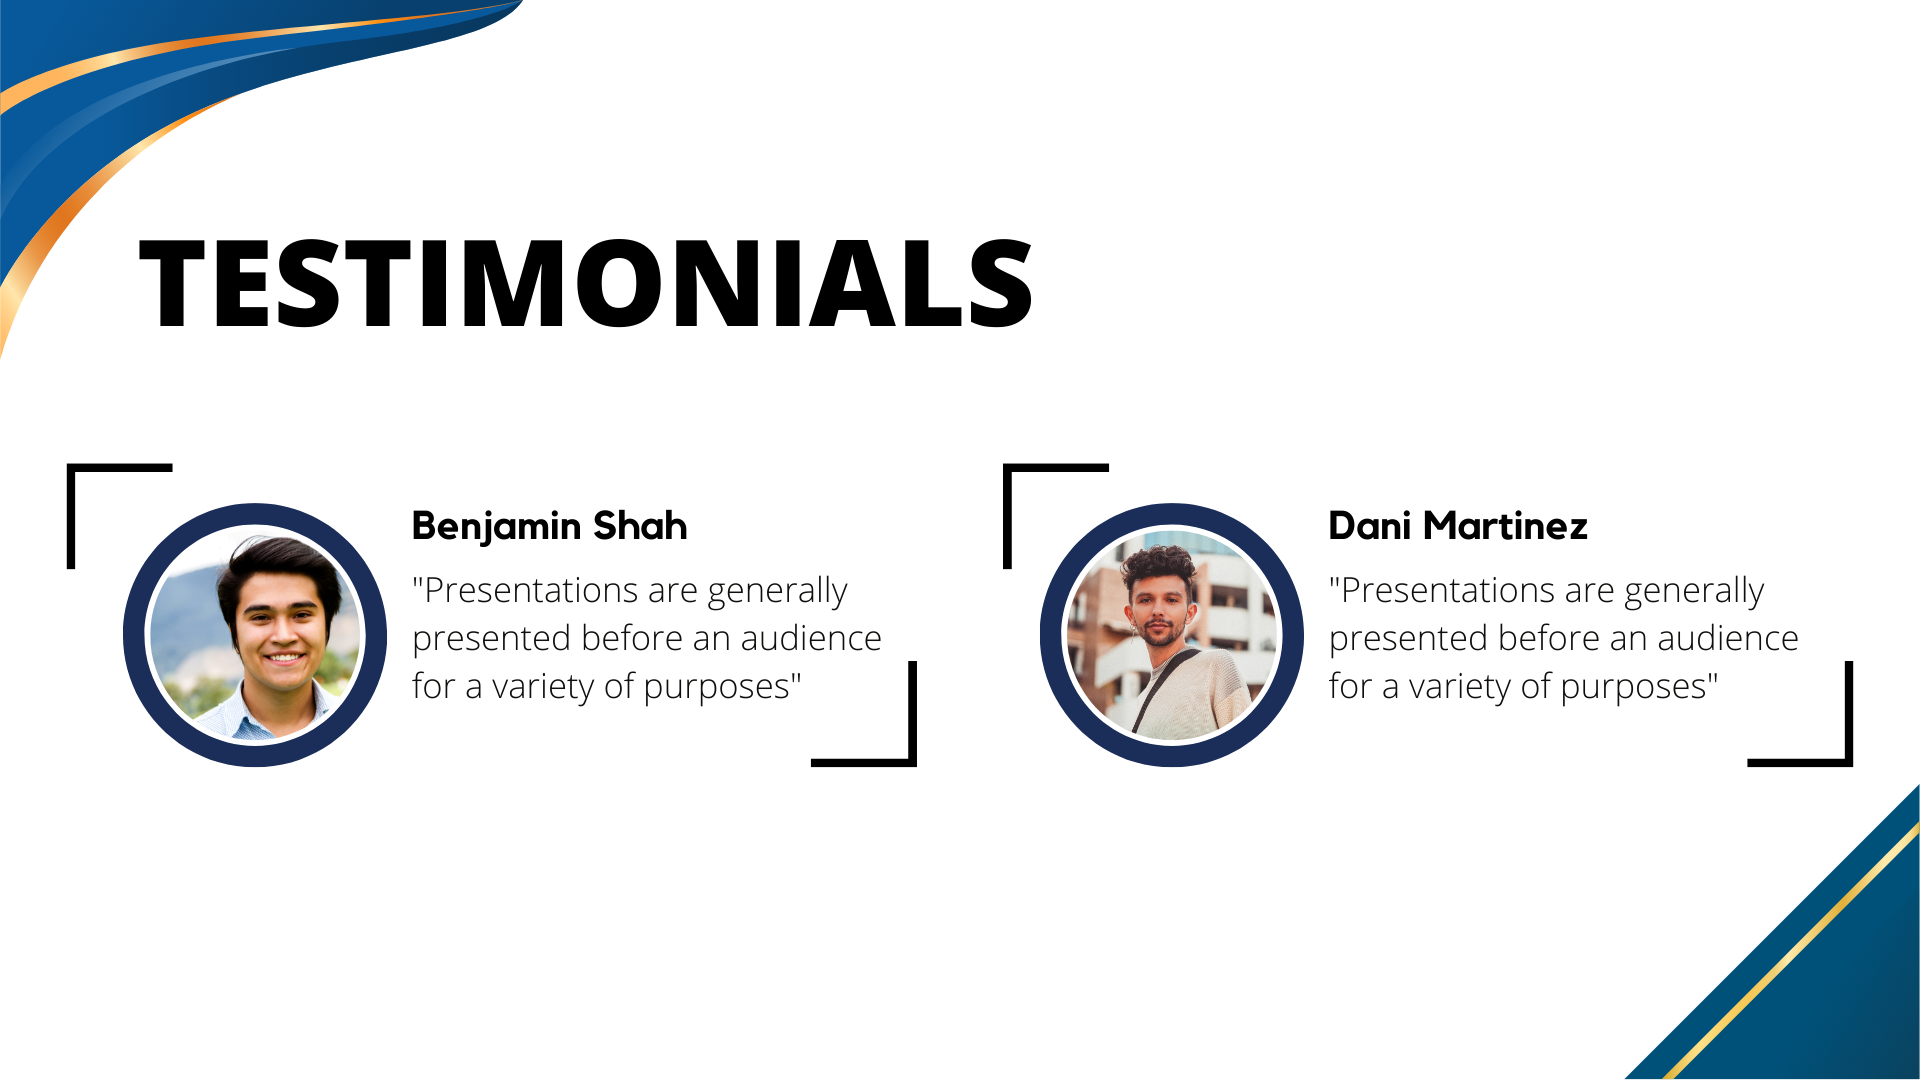 TESTIMONIALS
Benjamin Shah
"Presentations are generally
presented before an audience
for a variety of purposes"
Dani Martinez
"Presentations are generally
presented before an audience
for a variety of purposes"